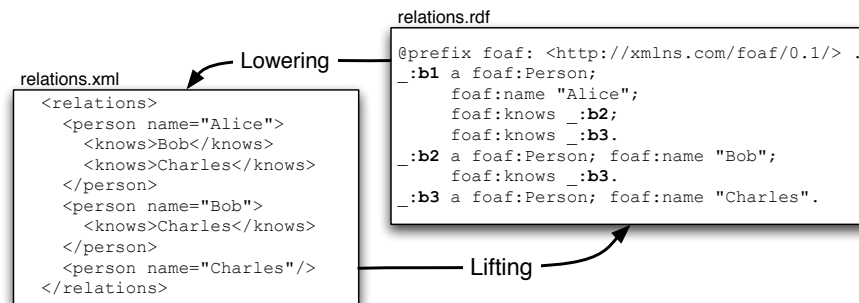 relations.rdf
@prefix foaf: <http://xmlns.com/foaf/0.1/> .
_:b1 a foaf:Person;
foaf:name "Alice";
foaf:knows _:b2;
foaf:knows _:b3.
_:b2 a foaf:Person; foaf:name "Bob";
foaf:knows _:b3.
_:b3 a foaf:Person; foaf:name "Charles".
Lowering
relations.xml
<relations>
<person name="Alice">
<knows>Bob</knows>
<knows>Charles</knows>
</person>
<person name="Bob">
<knows>Charles</knows>
</person>
<person name="Charles"/>
</relations>
Lifting